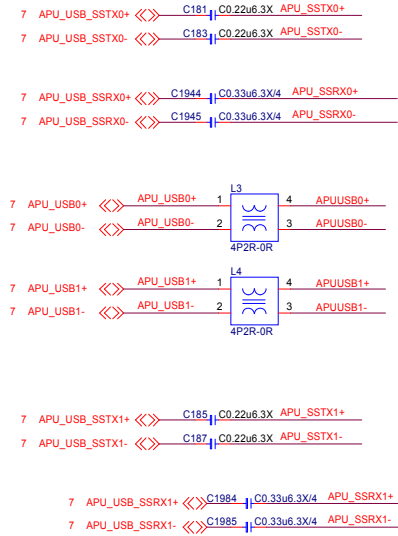 7 APU_USB_SSTX0+ C181 C0.22u6.3X APU_SSTX0+
7 APU_USB_SSTX0- C183 C0.22u6.3X APU_SSTX0-
7 APU_USB_SSRX0+ C1944 C0.33u6.3X/4 APU_SSRX0+
7 APU_USB_SSRX0- C1945 C0.33u6.3X/4 APU_SSRX0-
L3
7 APU_USB0+ APU_USB0+ 1 4 APUUSB0+
7 APU_USB0- APU_USB0- 2 3 APUUSB0-
4P2R-0R
L4
7 APU_USB1+ APU_USB1+ 1 4 APUUSB1+
7 APU_USB1- APU_USB1- 2 3 APUUSB1-
4P2R-0R
7 APU_USB_SSTX1+ C185 C0.22u6.3X APU_SSTX1+
7 APU_USB_SSTX1- C187 C0.22u6.3X APU_SSTX1-
7 APU_USB_SSRX1+ C1984 C0.33u6.3X/4 APU_SSRX1+
7 APU_USB_SSRX1- C1985 C0.33u6.3X/4 APU_SSRX1-